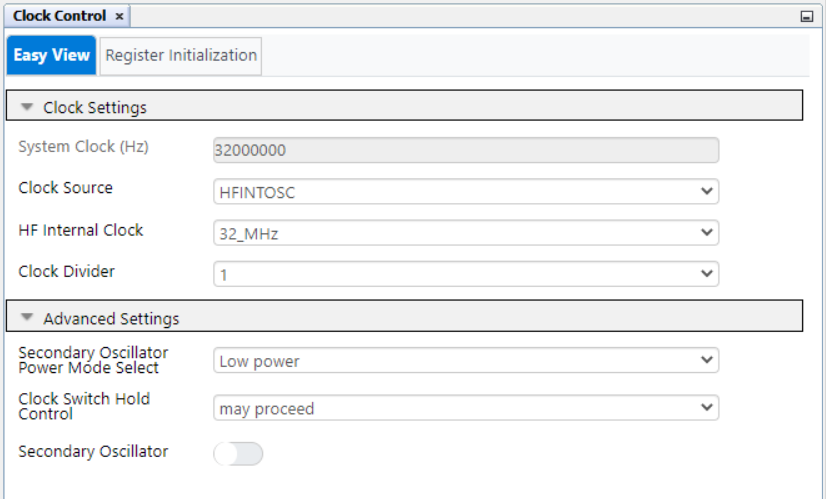 Clock Control ×
Easy View Register Initialization
Clock Settings
System Clock (Hz) 32000000
Clock Source HFINTOSC
HF Internal Clock 32_MHz
Clock Divider 1
Advanced Settings
Secondary Oscillator
Power Mode Select Low power
Clock Switch Hold
Control may proceed
Secondary Oscillator